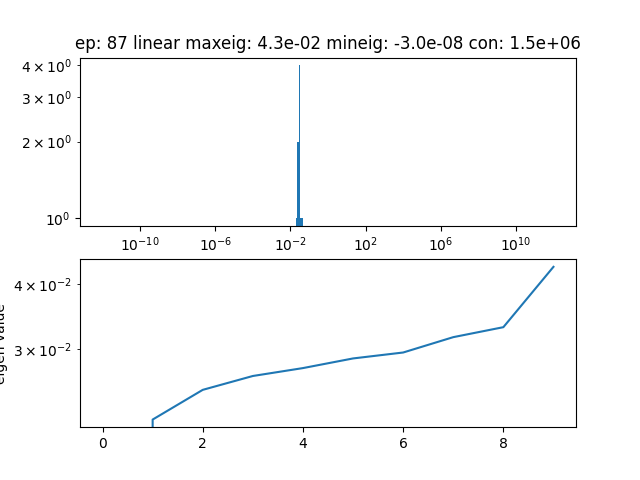 ep: 87 linear maxeig: 4.3e-02 mineig: -3.0e-08 con: 1.5e+06
4 × 10⁰
3 × 10⁰
2 × 10⁰
10⁰
10⁻¹⁰ 10⁻⁶ 10⁻² 10² 10⁶ 10¹⁰
4 × 10⁻²
3 × 10⁻²
eigen value
0 2 4 6 8